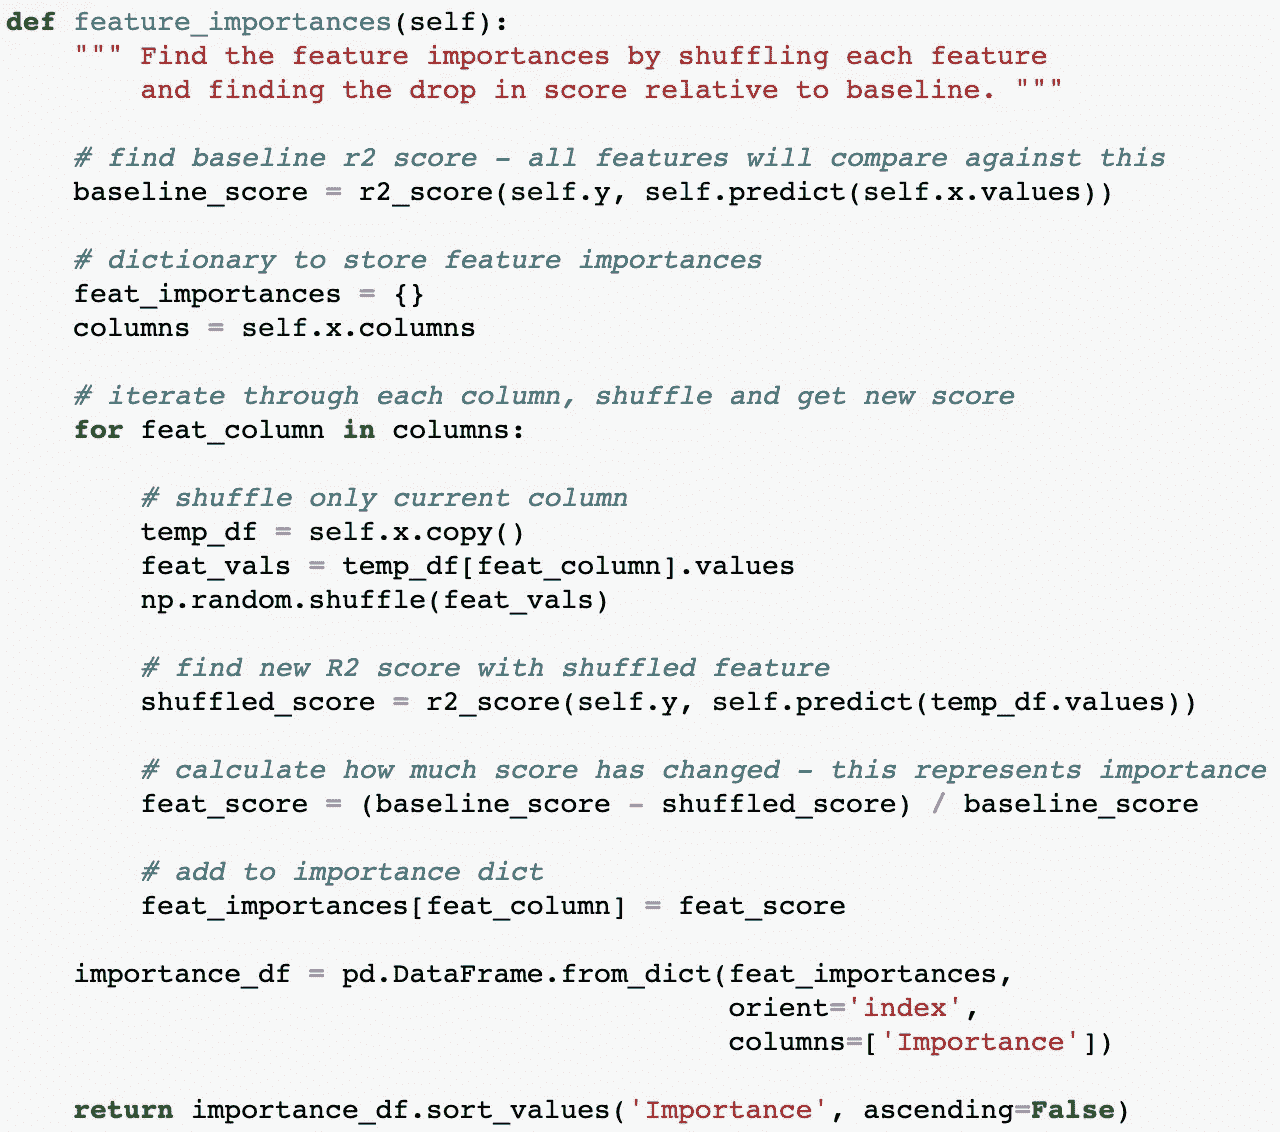 def feature_importances(self):
    """ Find the feature importances by shuffling each feature
        and finding the drop in score relative to baseline. """

    # find baseline r2 score - all features will compare against this
    baseline_score = r2_score(self.y, self.predict(self.x.values))

    # dictionary to store feature importances
    feat_importances = {}
    columns = self.x.columns

    # iterate through each column, shuffle and get new score
    for feat_column in columns:

        # shuffle only current column
        temp_df = self.x.copy()
        feat_vals = temp_df[feat_column].values
        np.random.shuffle(feat_vals)

        # find new R2 score with shuffled feature
        shuffled_score = r2_score(self.y, self.predict(temp_df.values))

        # calculate how much score has changed - this represents importance
        feat_score = (baseline_score - shuffled_score) / baseline_score

        # add to importance dict
        feat_importances[feat_column] = feat_score

    importance_df = pd.DataFrame.from_dict(feat_importances,
                                           orient='index',
                                           columns=['Importance'])

    return importance_df.sort_values('Importance', ascending=False)